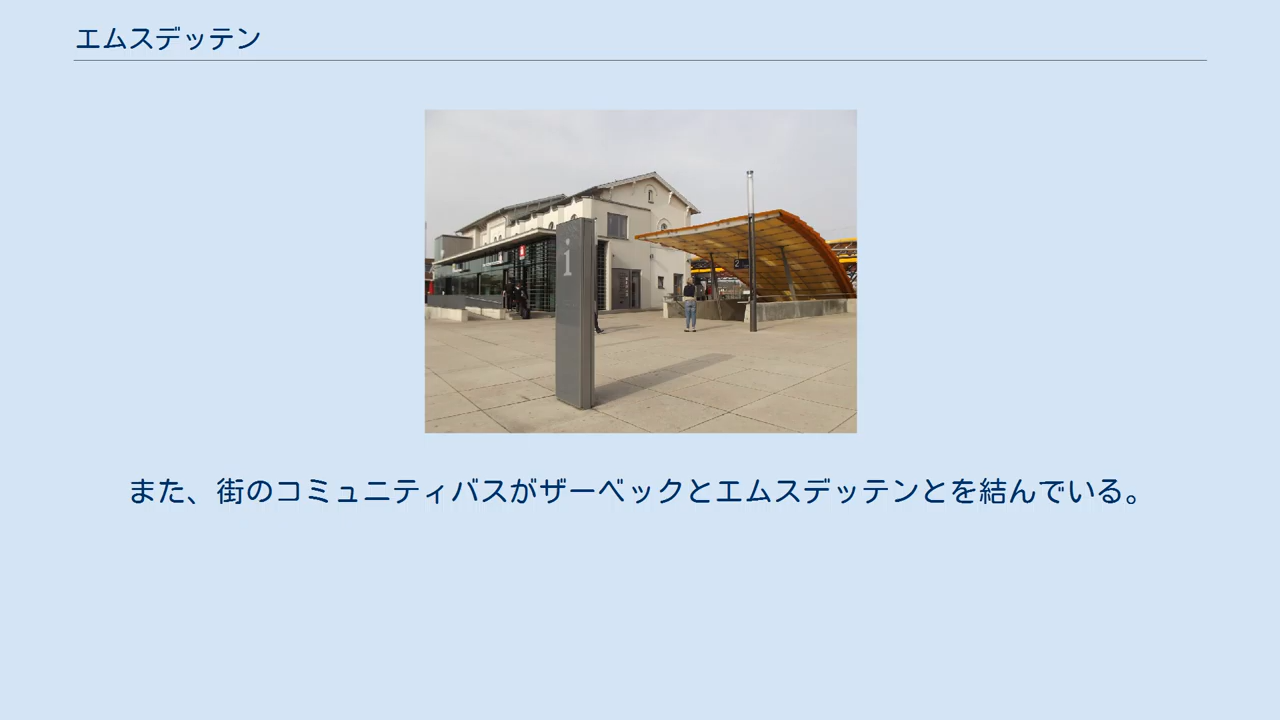 エムスデッテン
i
また、街のコミュニティバスがザーベックとエムスデッテンとを結んでいる。